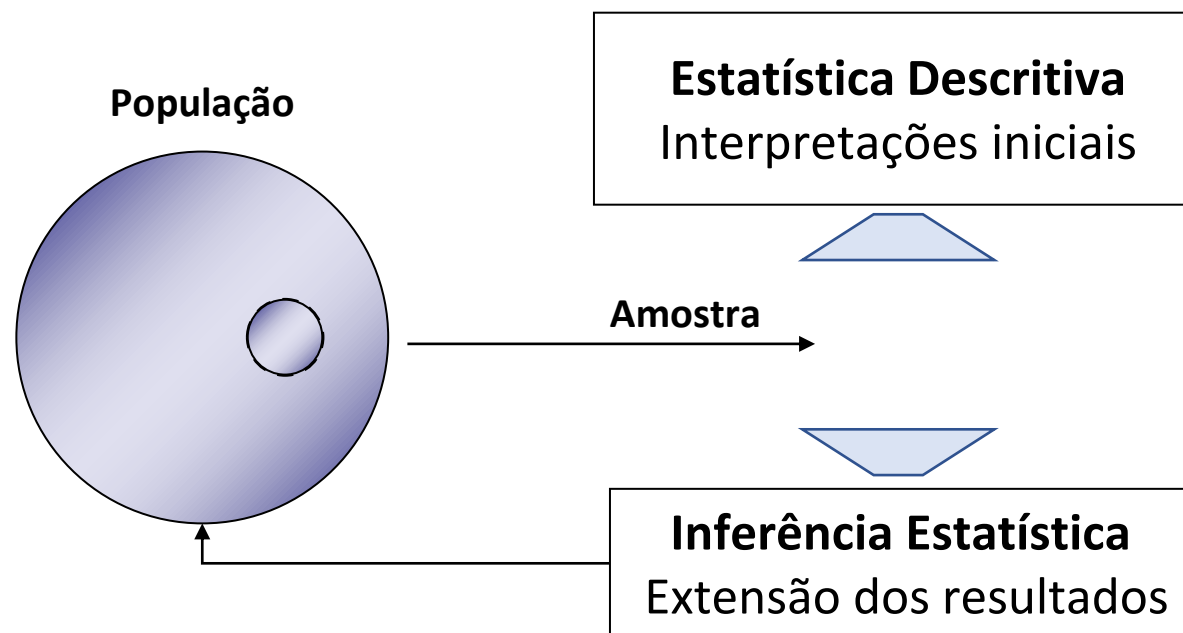 População
Estatística Descritiva
Interpretações iniciais
Amostra
Inferência Estatística
Extensão dos resultados